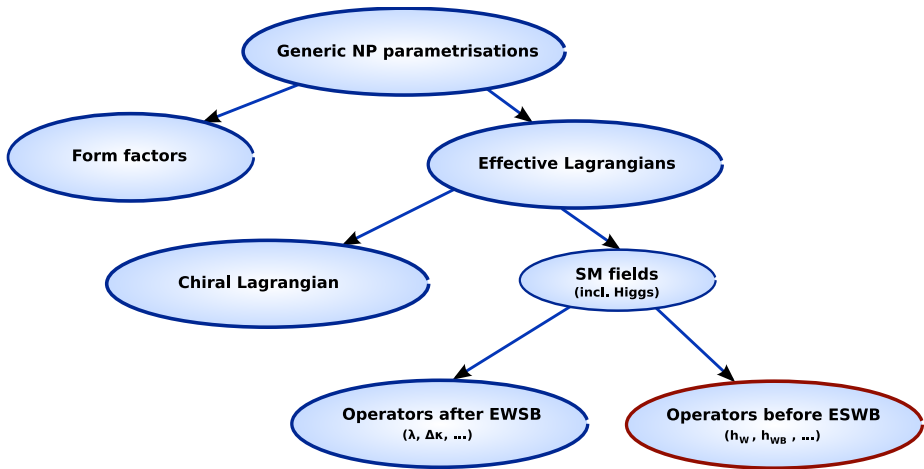 Generic NP parametrisations
Form factors
Effective Lagrangians
Chiral Lagrangian
SM fields
(incl. Higgs)
Operators after EWSB
(λ, Δκ, ...)
Operators before ESWB
(h_W , h_WB , ...)